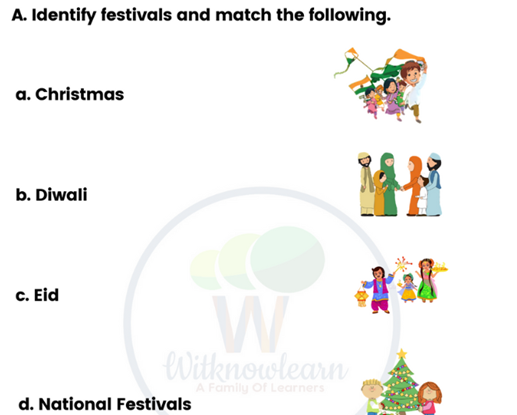 A. Identify festivals and match the following.
a. Christmas
b. Diwali
c. Eid
W
Witknowlearn
A Family Of Learners
d. National Festivals